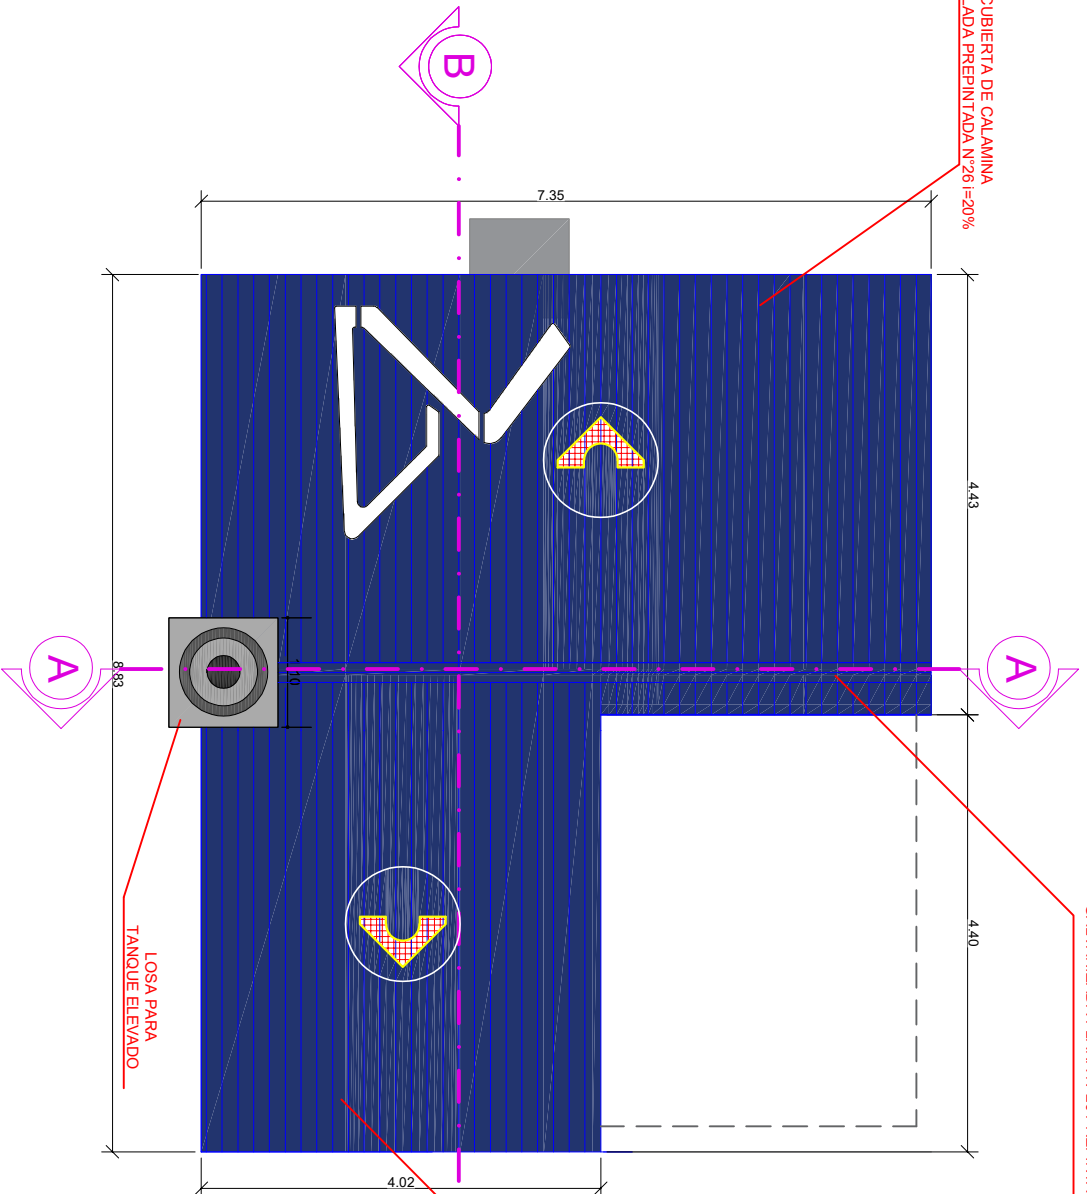 CUBIERTA DE CALAMINA
LADA PREPINTADA N°26 i=20%
B
7.35
4.43
A
8.83
A
4.40
LOSA PARA
TANQUE ELEVADO
4.02